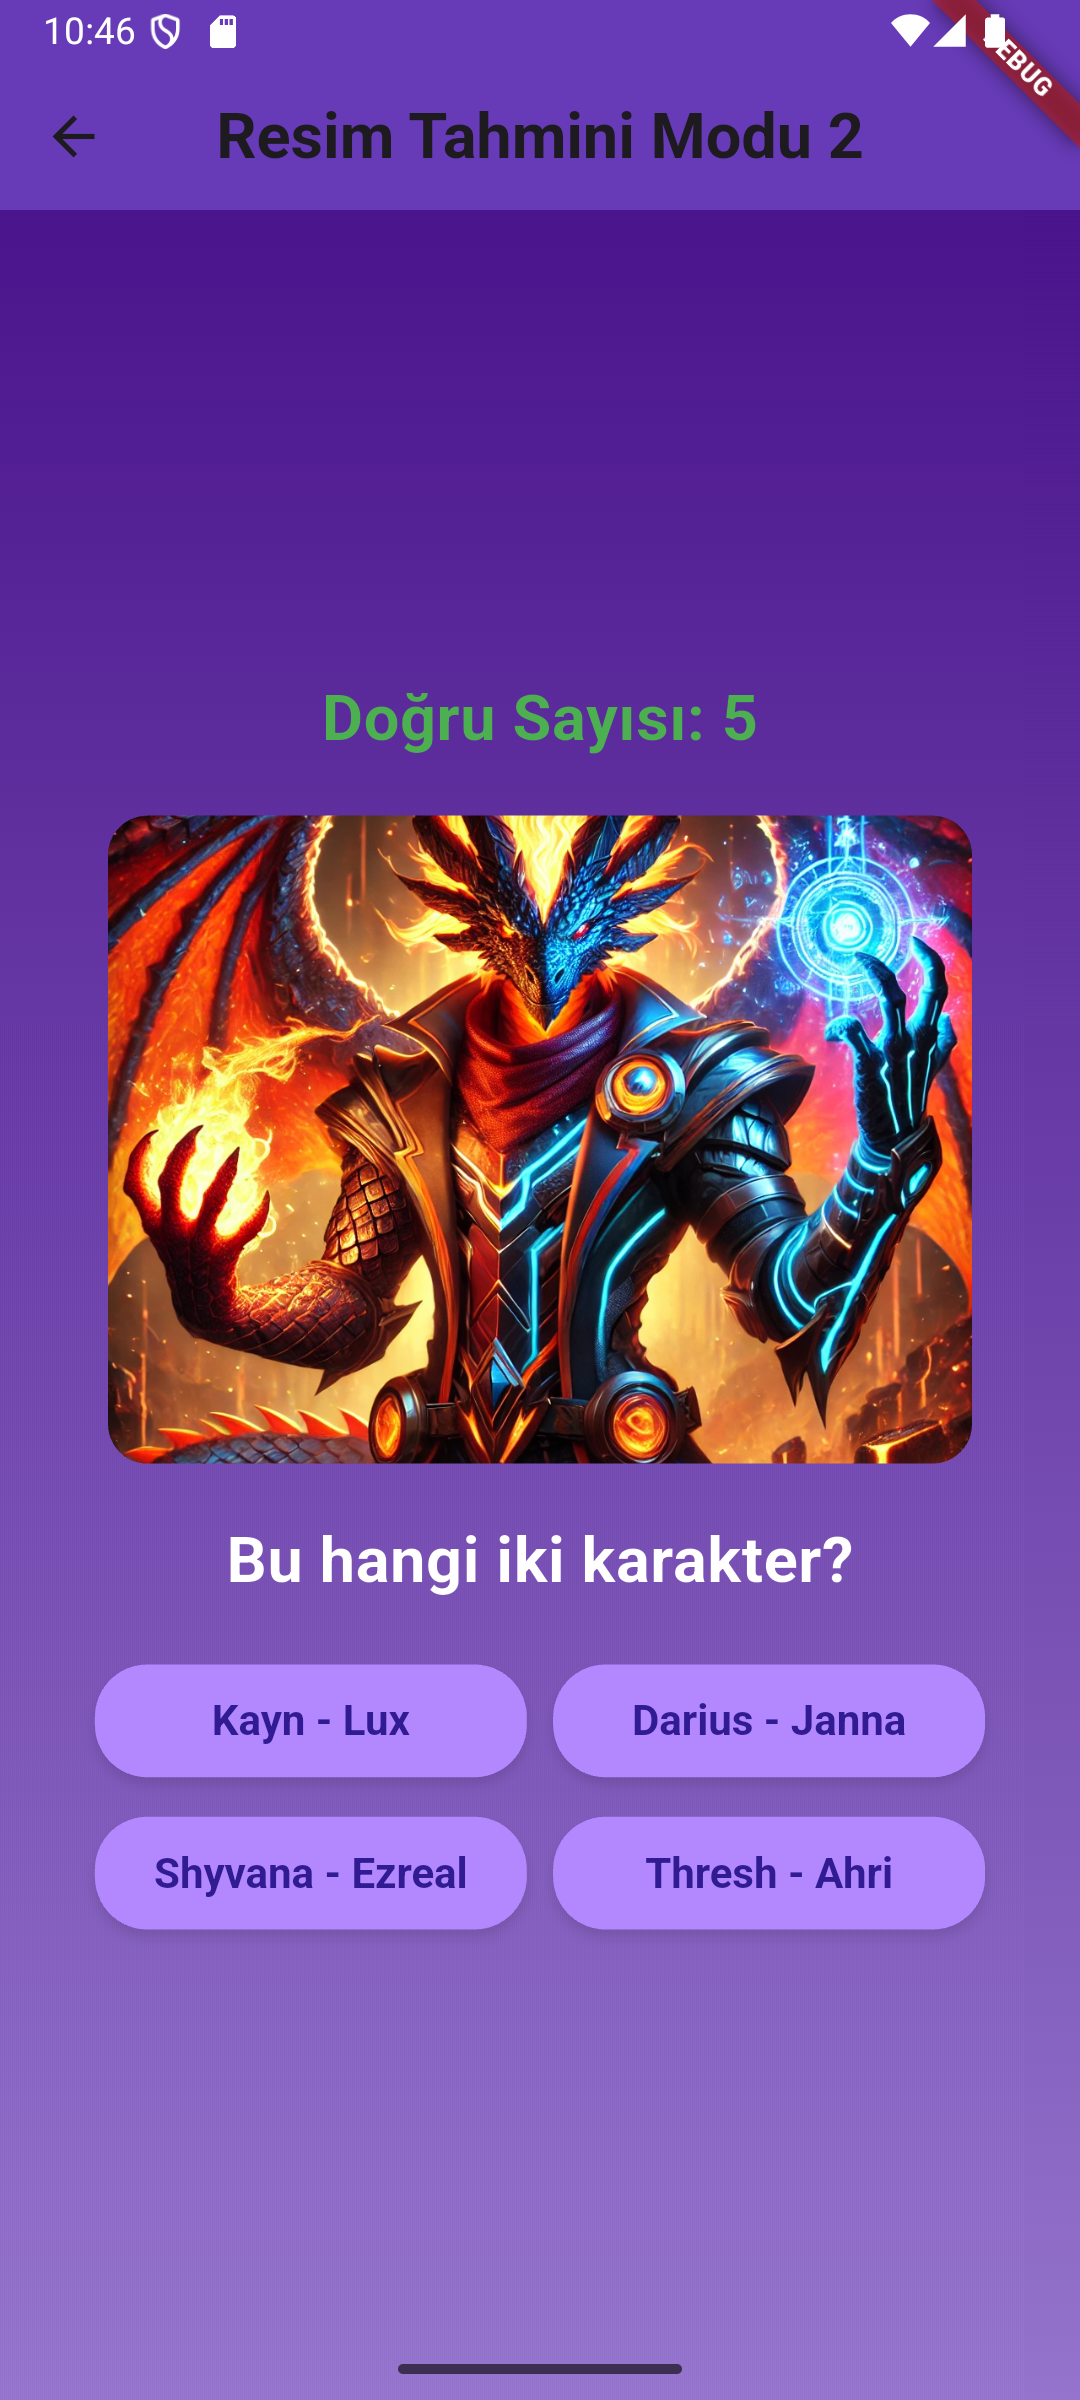 10:46
EBUG
Resim Tahmini Modu 2
Doğru Sayısı: 5
Bu hangi iki karakter?
Kayn - Lux
Darius - Janna
Shyvana - Ezreal
Thresh - Ahri